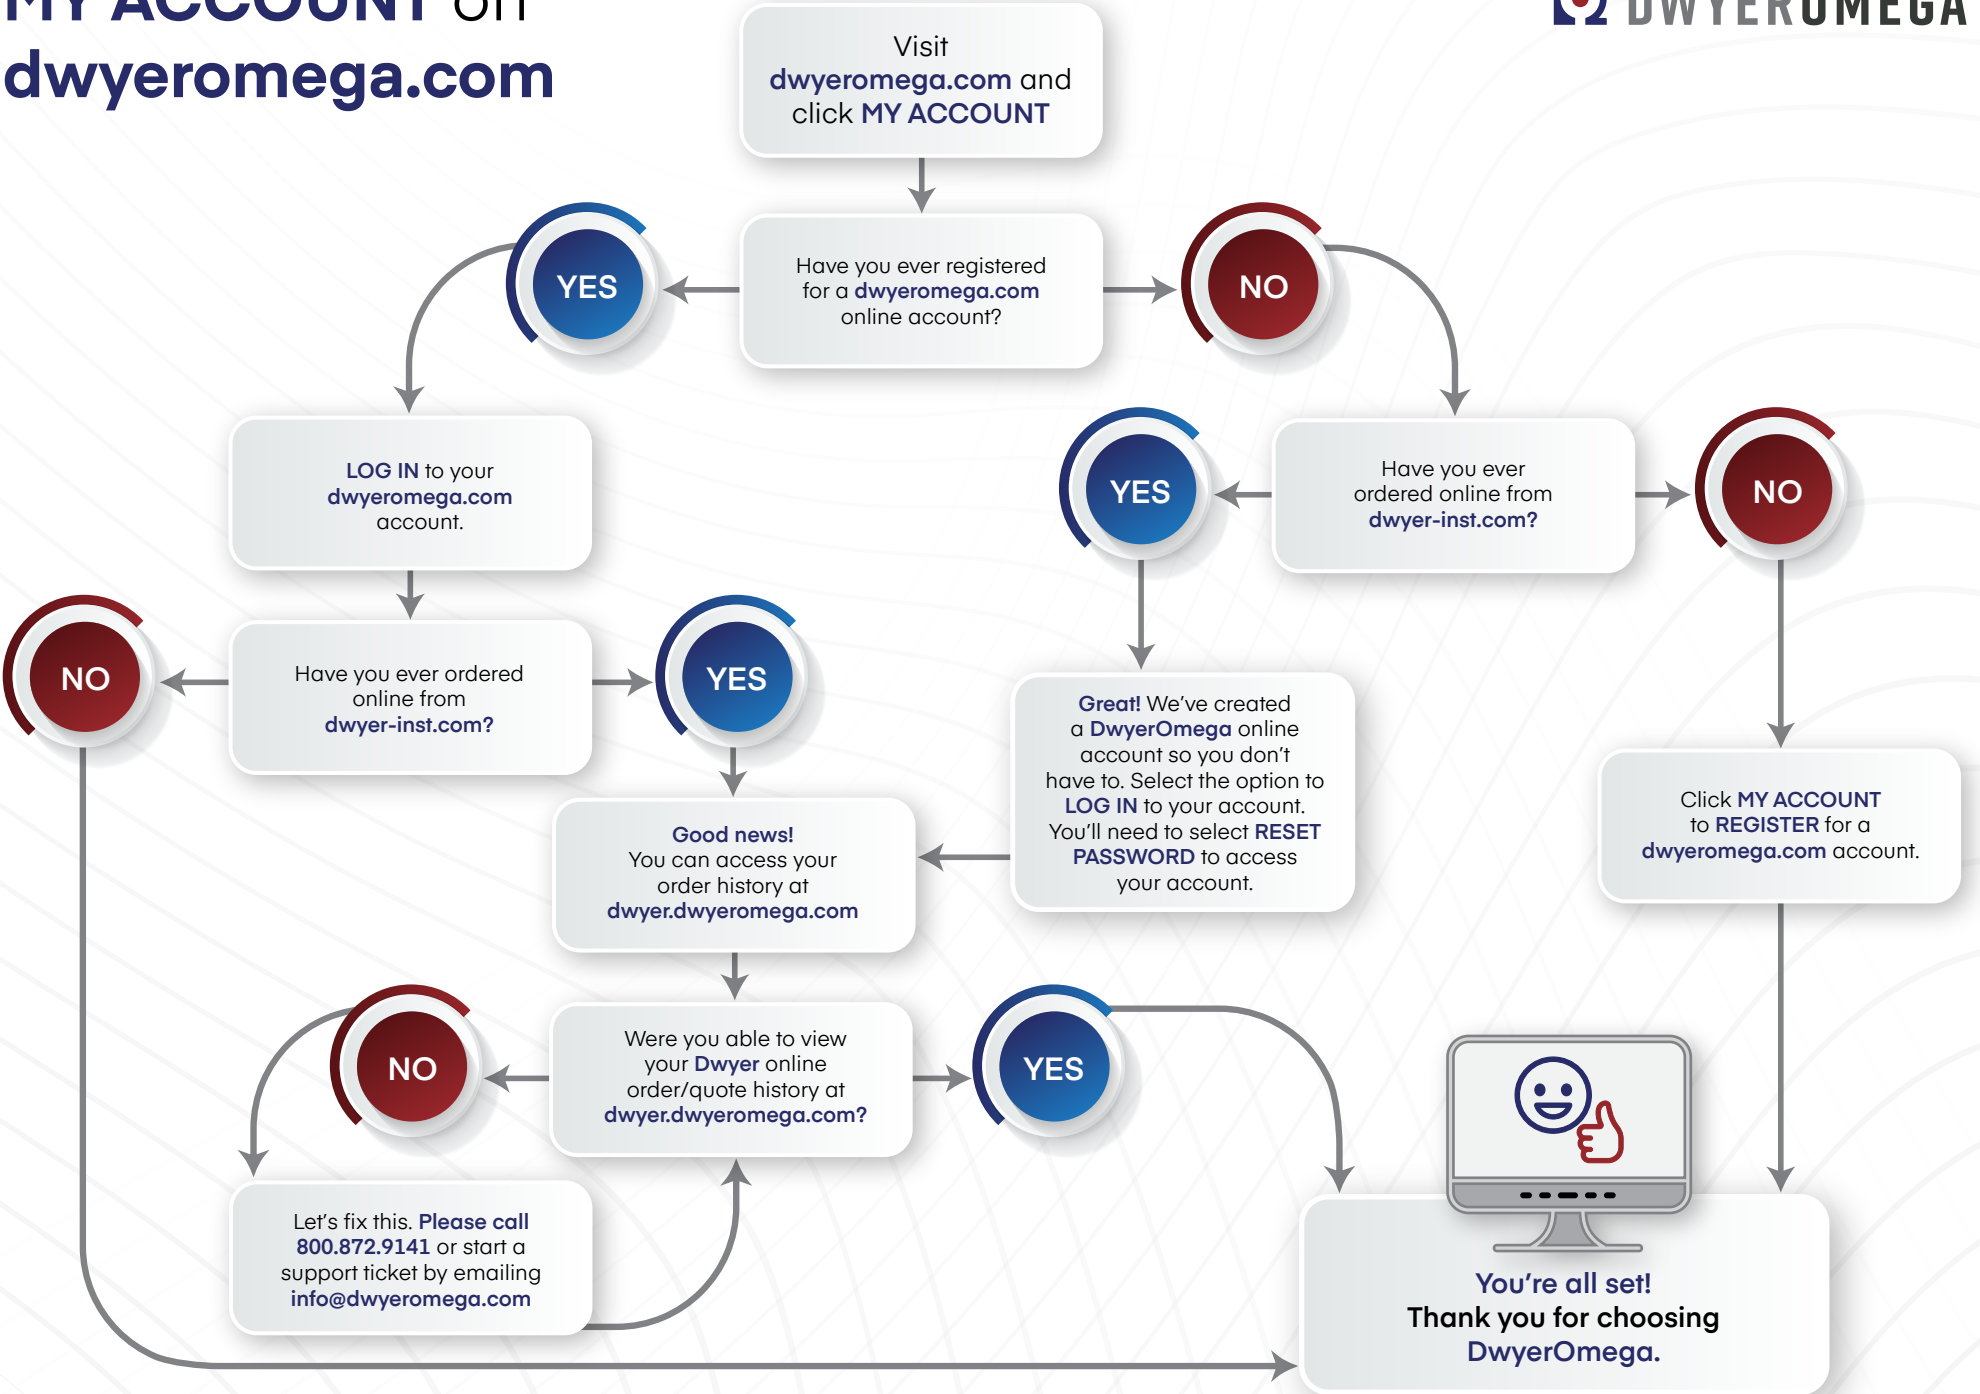 MY ACCOUNT on
dwyeromega.com
DWYEROMEGA
Visit
dwyeromega.com and
click MY ACCOUNT
Have you ever registered
for a dwyeromega.com
online account?
YES
NO
LOG IN to your
dwyeromega.com
account.
Have you ever
ordered online from
dwyer-inst.com?
YES
NO
Have you ever ordered
online from
dwyer-inst.com?
NO
YES
Great! We've created
a DwyerOmega online
account so you don't
have to. Select the option to
LOG IN to your account.
You'll need to select RESET
PASSWORD to access
your account.
Click MY ACCOUNT
to REGISTER for a
dwyeromega.com account.
Good news!
You can access your
order history at
dwyer.dwyeromega.com
Were you able to view
your Dwyer online
order/quote history at
dwyer.dwyeromega.com?
NO
YES
Let's fix this. Please call
800.872.9141 or start a
support ticket by emailing
info@dwyeromega.com
You're all set!
Thank you for choosing
DwyerOmega.